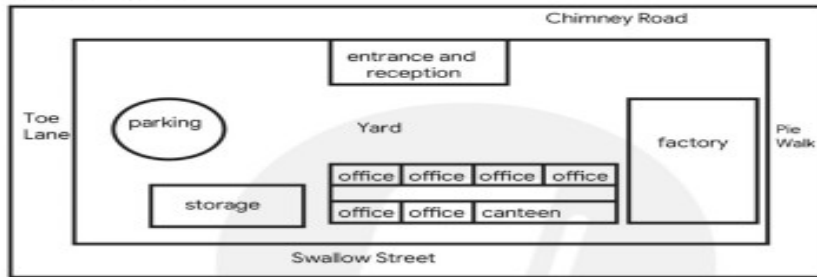 Chimney Road
entrance and
reception
Toe
Lane
parking
Yard
factory
Pie
Walk
office office office office
storage
office office canteen
Swallow Street